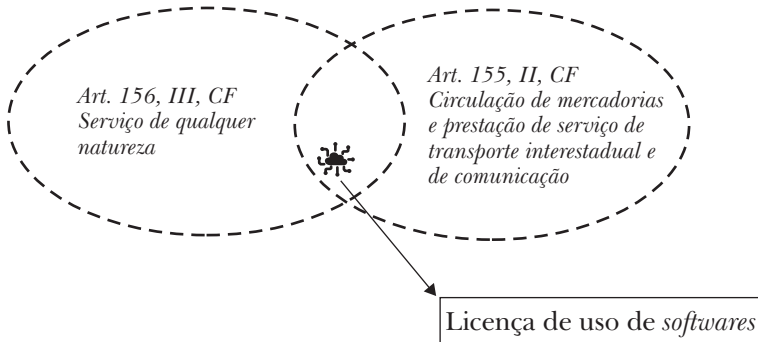 Art. 156, III, CF
Serviço de qualquer
natureza
Art. 155, II, CF
Circulação de mercadorias
e prestação de serviço de
transporte interestadual e
de comunicação
Licença de uso de softwares